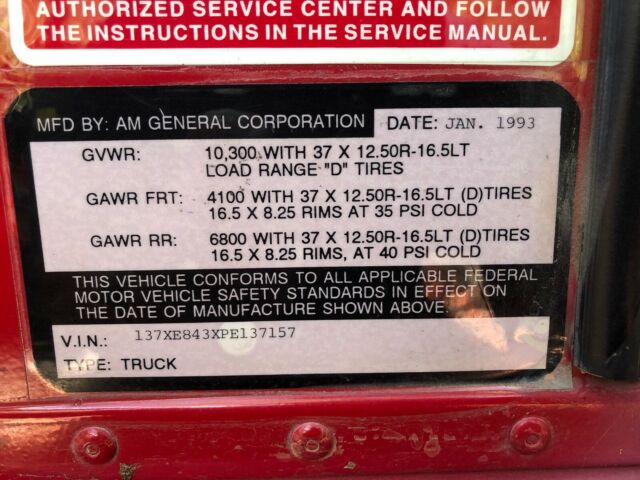 AUTHORIZED SERVICE CENTER AND FOLLOW
THE INSTRUCTIONS IN THE SERVICE MANUAL.
MFD BY: AM GENERAL CORPORATION DATE: JAN. 1993
GVWR: 10,300 WITH 37 X 12.50R-16.5LT
LOAD RANGE "D" TIRES
GAWR FRT: 4100 WITH 37 X 12.50R-16.5LT (D)TIRES
16.5 X 8.25 RIMS AT 35 PSI COLD
GAWR RR: 6800 WITH 37 X 12.50R-16.5LT (D)TIRES
16.5 X 8.25 RIMS, AT 40 PSI COLD
THIS VEHICLE CONFORMS TO ALL APPLICABLE FEDERAL
MOTOR VEHICLE SAFETY STANDARDS IN EFFECT ON
THE DATE OF MANUFACTURE SHOWN ABOVE.
V.I.N.: 137XE843XPE137157
TYPE: TRUCK